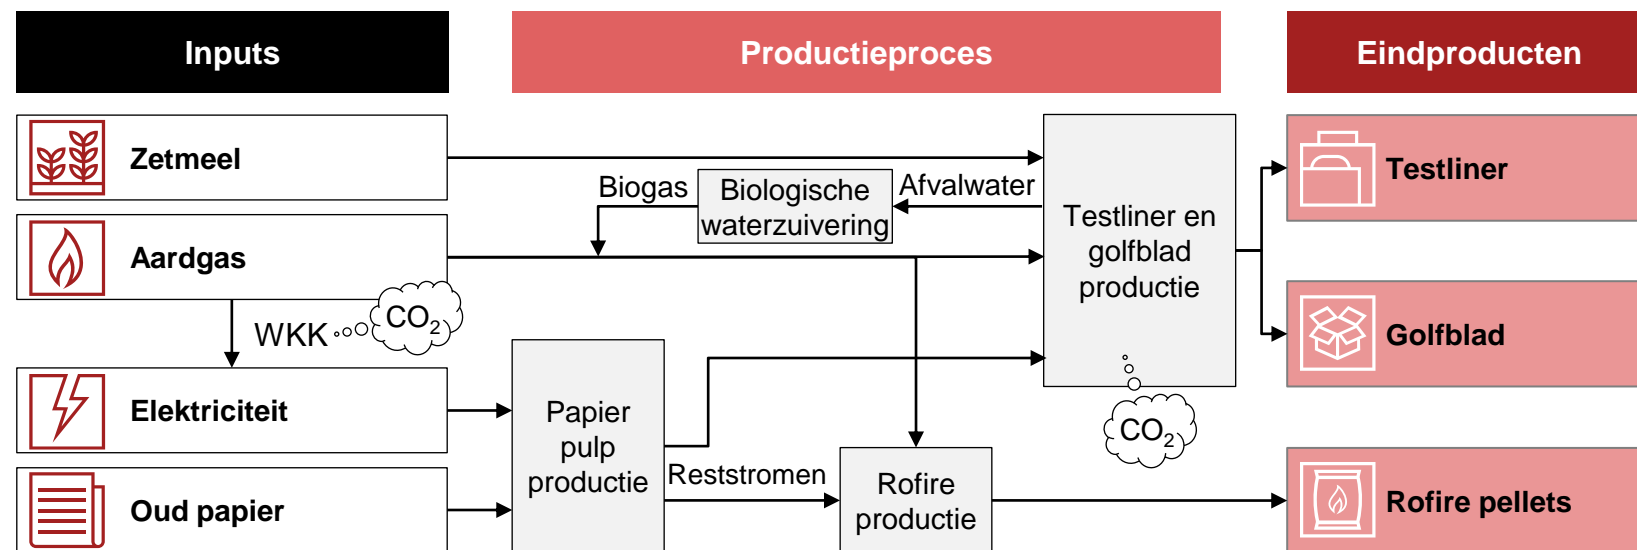 Inputs
Productieproces
Eindproducten
Zetmeel
Aardgas
WKK
CO2
Elektriciteit
Oud papier
Biogas
Biologische
waterzuivering
Afvalwater
Testliner en
golfblad
productie
CO2
Papier
pulp
productie
Reststromen
Rofire
productie
Testliner
Golfblad
Rofire pellets